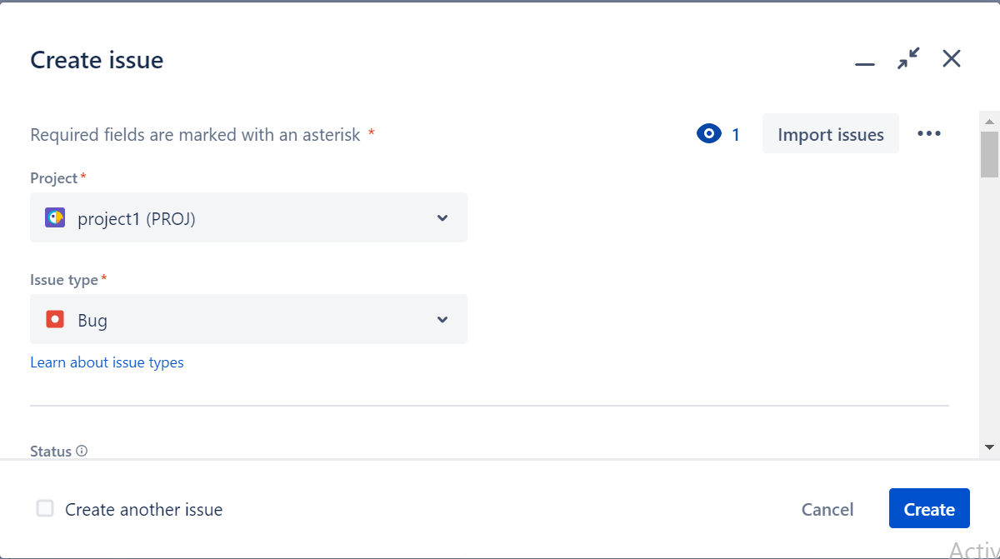 Create issue
Required fields are marked with an asterisk *
1
Import issues
Project*
project1 (PROJ)
Issue type*
Bug
Learn about issue types
Status
Create another issue
Cancel
Create